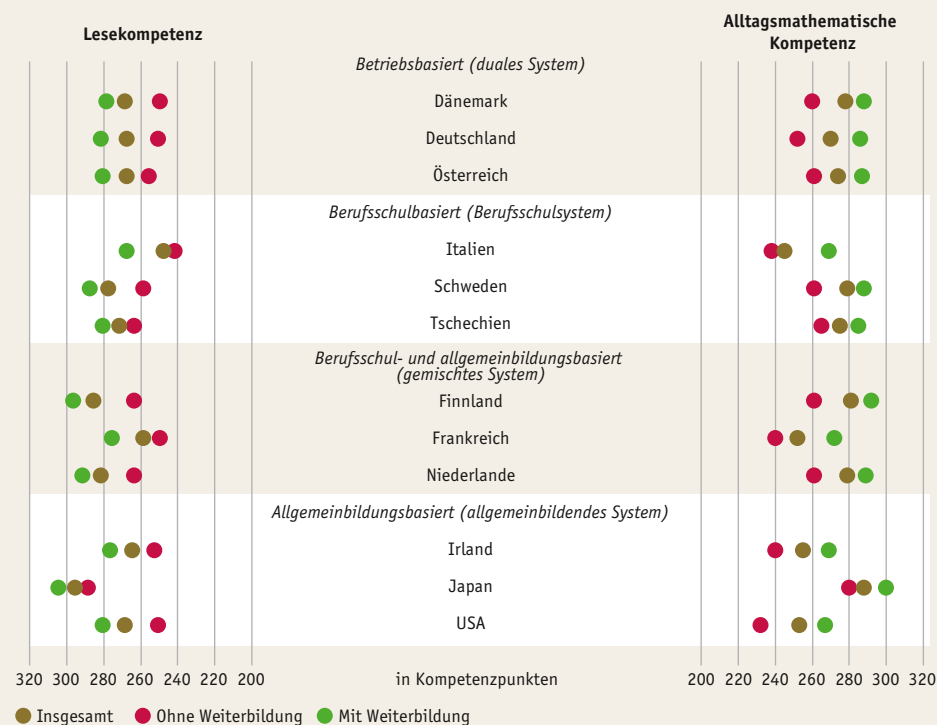 Lesekompetenz
Alltagsmathematische
Kompetenz
Betriebsbasiert (duales System)
Dänemark
Deutschland
Österreich
Berufsschulbasiert (Berufsschulsystem)
Italien
Schweden
Tschechien
Berufsschul- und allgemeinbildungsbasiert
(gemischtes System)
Finnland
Frankreich
Niederlande
Allgemeinbildungsbasiert (allgemeinbildendes System)
Irland
Japan
USA
320 300 280 260 240 220 200 in Kompetenzpunkten 200 220 240 260 280 300 320
Insgesamt Ohne Weiterbildung Mit Weiterbildung